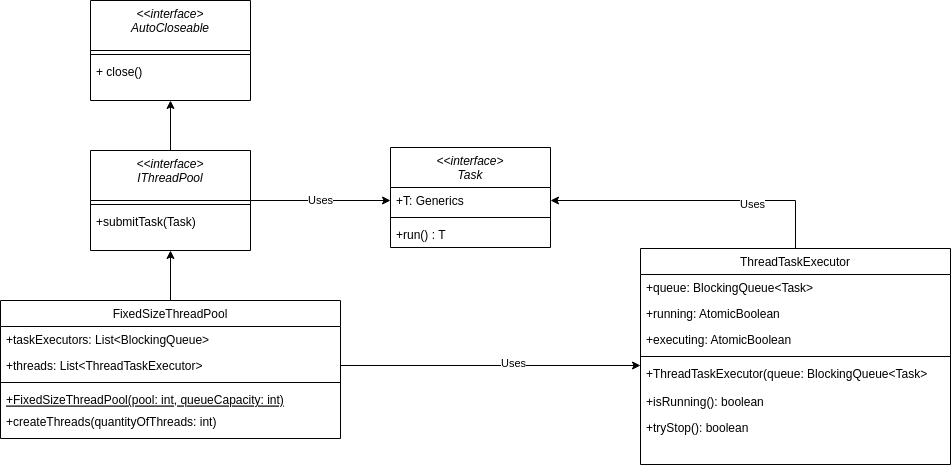 <<interface>>
AutoCloseable
+ close()
<<interface>>
IThreadPool
+submitTask(Task)
Uses
<<interface>>
Task
+T: Generics
+run() : T
Uses
FixedSizeThreadPool
+taskExecutors: List<BlockingQueue>
+threads: List<ThreadTaskExecutor>
+FixedSizeThreadPool(pool: int, queueCapacity: int)
+createThreads(quantityOfThreads: int)
Uses
ThreadTaskExecutor
+queue: BlockingQueue<Task>
+running: AtomicBoolean
+executing: AtomicBoolean
+ThreadTaskExecutor(queue: BlockingQueue<Task>
+isRunning(): boolean
+tryStop(): boolean